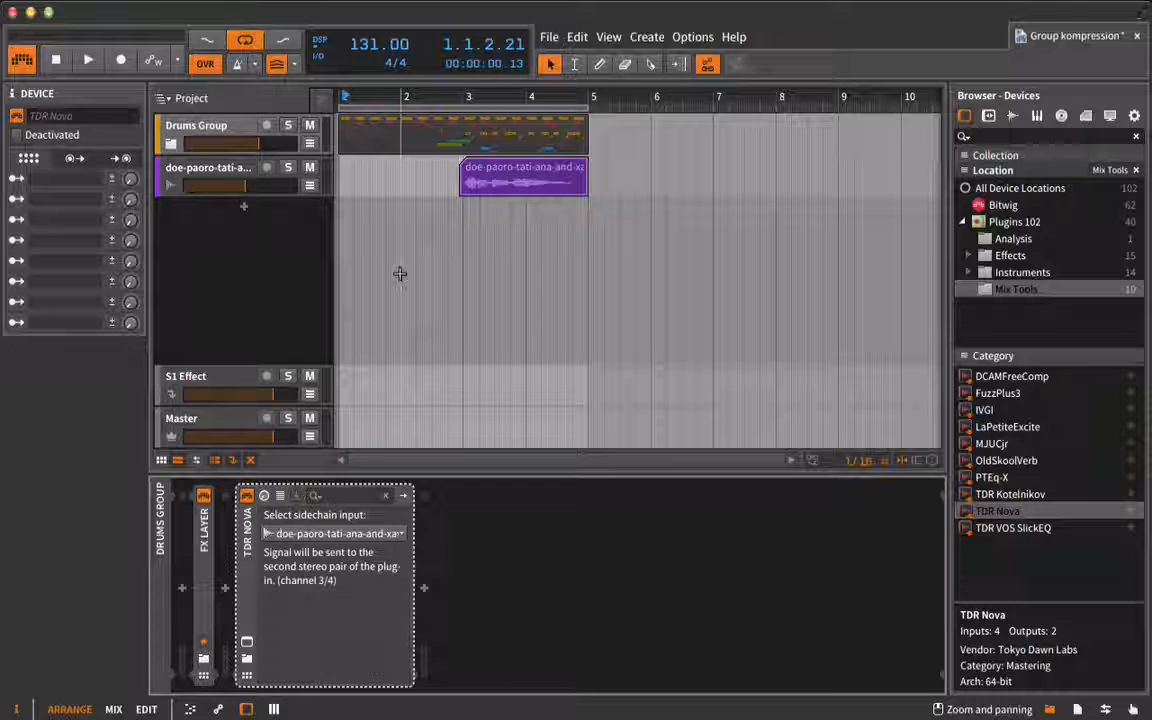 OVR
DSP
I/O
131.00
4/4
1.1.2.21
00:00:00.13
File Edit View Create Options Help
Group kompression*
DEVICE
TDR Nova
Deactivated
Project
2 3 4 5 6 7 8 9 10
Drums Group
S M
doe-paoro-tati-a...
S M
doe-paoro-tati-ana-and-xa
S1 Effect
S M
Master
S M
1/16
DRUMS GROUP
FX LAYER
TDR NOVA
Select sidechain input:
doe-paoro-tati-ana-and-xa
Signal will be sent to the
second stereo pair of the plug-
in. (channel 3/4)
Browser - Devices
Collection
Location
Mix Tools
All Device Locations 102
Bitwig 62
Plugins 102 40
Analysis 1
Effects 15
Instruments 14
Mix Tools 10
Category
DCAMFreeComp
FuzzPlus3
IVGI
LaPetiteExcite
MJUCjr
OldSkoolVerb
PTEq-X
TDR Kotelnikov
TDR Nova
TDR VOS SlickEQ
TDR Nova
Inputs: 4 Outputs: 2
Vendor: Tokyo Dawn Labs
Category: Mastering
Arch: 64-bit
i ARRANGE MIX EDIT
Zoom and panning